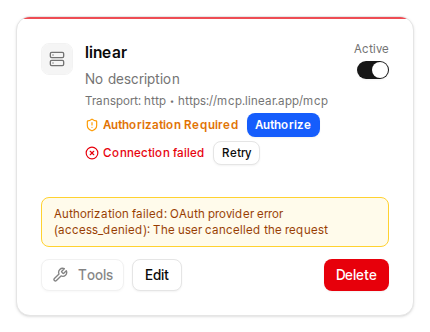 linear
Active
No description
Transport: http • https://mcp.linear.app/mcp
Authorization Required Authorize
Connection failed Retry
Authorization failed: OAuth provider error
(access_denied): The user cancelled the request
Tools Edit Delete